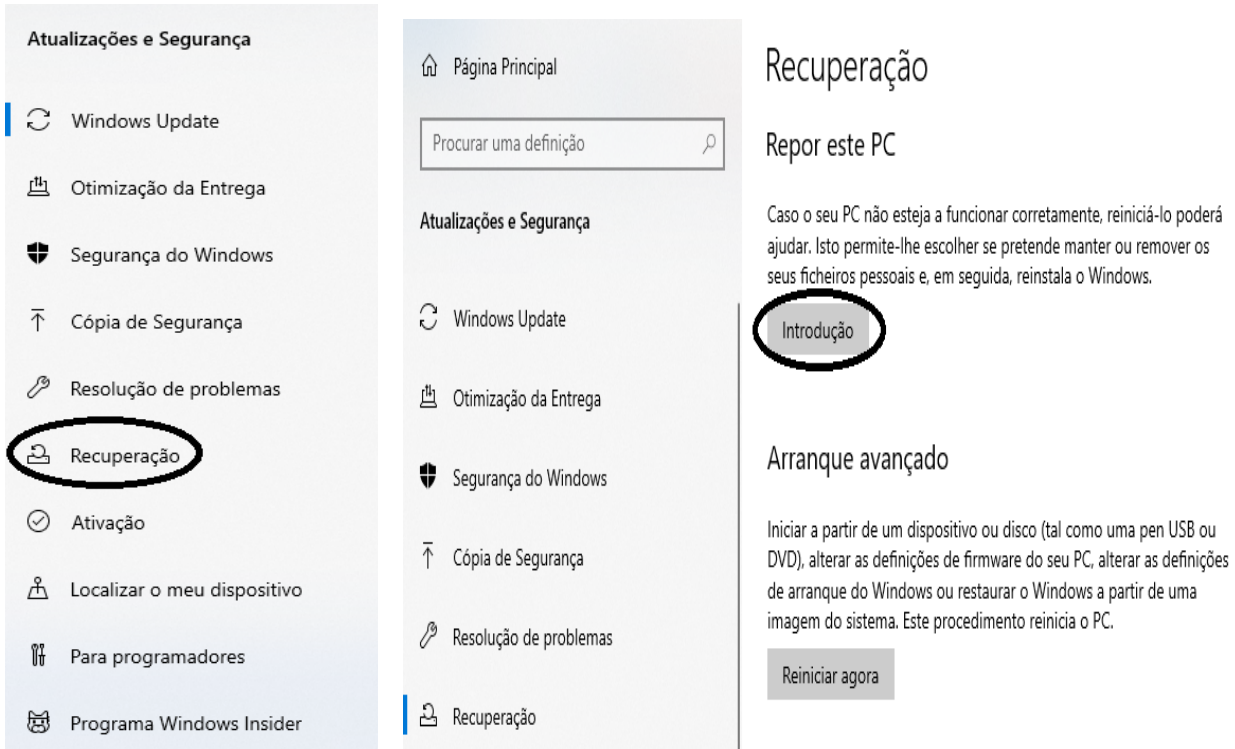 Atualizações e Segurança
Windows Update
Otimização da Entrega
Segurança do Windows
Cópia de Segurança
Resolução de problemas
Recuperação
Ativação
Localizar o meu dispositivo
Para programadores
Programa Windows Insider
Página Principal
Procurar uma definição
Atualizações e Segurança
Windows Update
Otimização da Entrega
Segurança do Windows
Cópia de Segurança
Resolução de problemas
Recuperação
Recuperação
Repor este PC
Caso o seu PC não esteja a funcionar corretamente, reiniciá-lo poderá
ajudar. Isto permite-lhe escolher se pretende manter ou remover os
seus ficheiros pessoais e, em seguida, reinstala o Windows.
Introdução
Arranque avançado
Iniciar a partir de um dispositivo ou disco (tal como uma pen USB ou
DVD), alterar as definições de firmware do seu PC, alterar as definições
de arranque do Windows ou restaurar o Windows a partir de uma
imagem do sistema. Este procedimento reinicia o PC.
Reiniciar agora